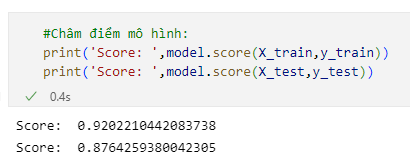 #Châm điểm mô hình:
print('Score: ',model.score(X_train,y_train))
print('Score: ',model.score(X_test,y_test))
0.4s
Score:  0.9202210442083738
Score:  0.8764259380042305